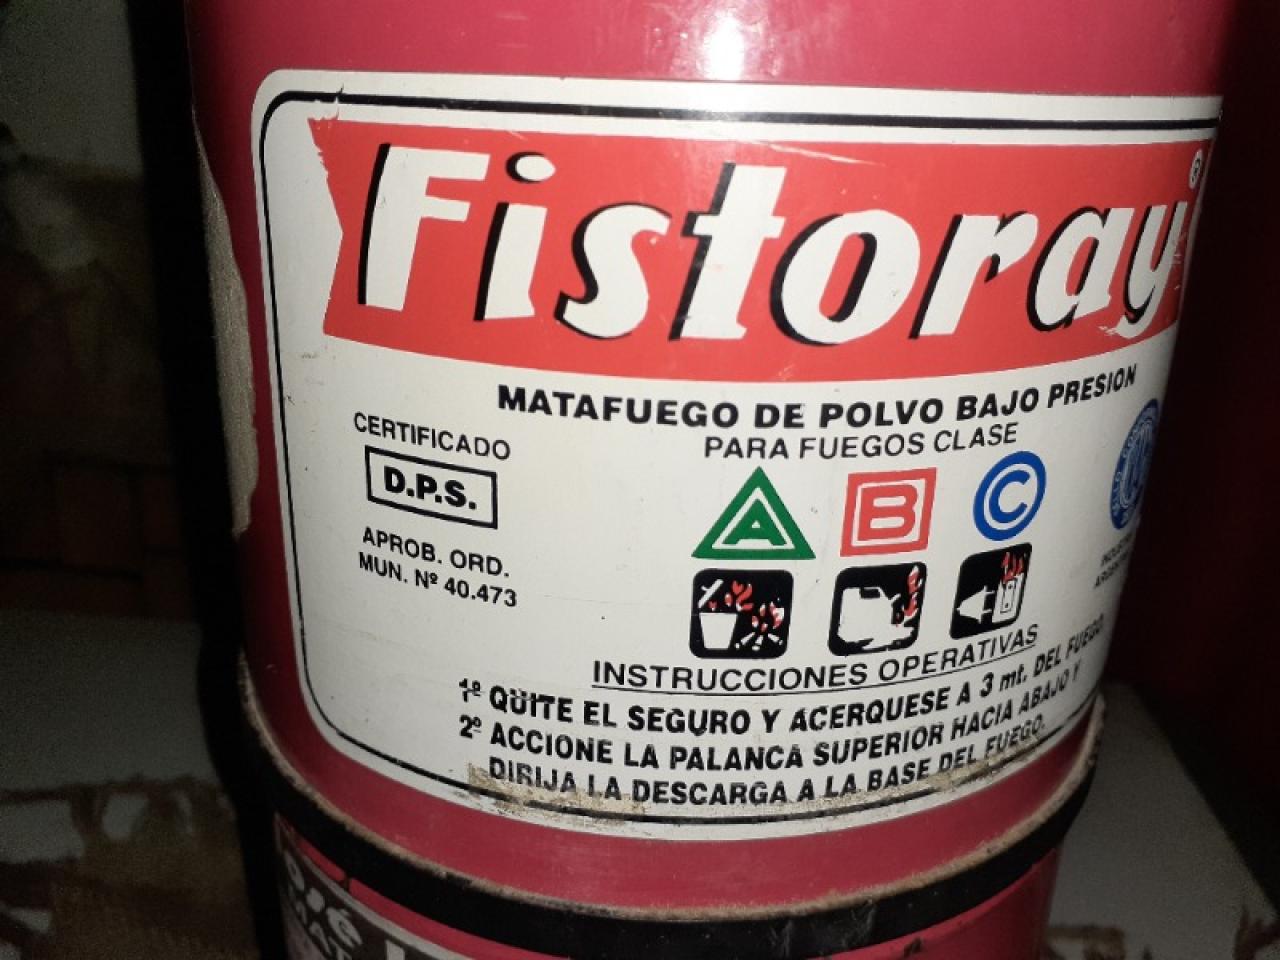 Fistoray®
MATAFUEGO DE POLVO BAJO PRESION
PARA FUEGOS CLASE
CERTIFICADO
D.P.S.
APROB. ORD.
MUN. Nº 40.473
A B C
INSTRUCCIONES OPERATIVAS
1º QUITE EL SEGURO Y ACERQUESE A 3 mt. DEL FUEGO.
2º ACCIONE LA PALANCA SUPERIOR HACIA ABAJO Y
DIRIJA LA DESCARGA A LA BASE DEL FUEGO.